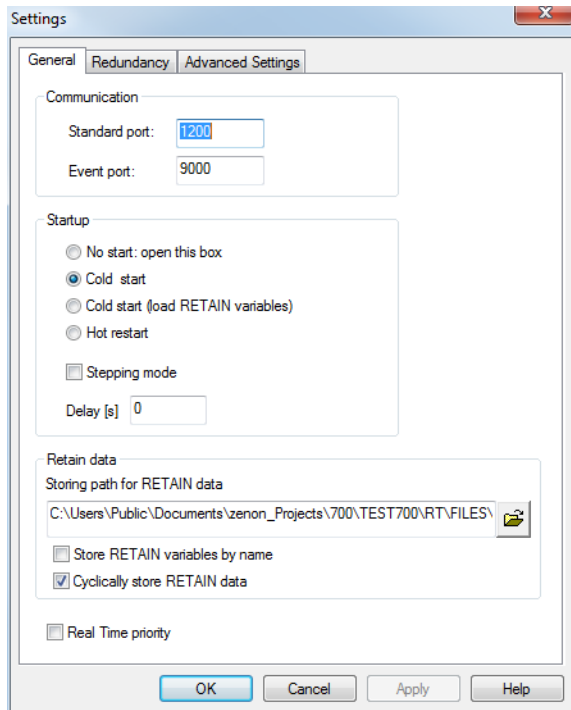 Settings
General Redundancy Advanced Settings
Communication
Standard port: 1200
Event port: 9000
Startup
No start: open this box
Cold start
Cold start (load RETAIN variables)
Hot restart
Stepping mode
Delay [s] 0
Retain data
Storing path for RETAIN data
C:\Users\Public\Documents\zenon_Projects\700\TEST700\RT\FILES\
Store RETAIN variables by name
Cyclically store RETAIN data
Real Time priority
OK Cancel Apply Help